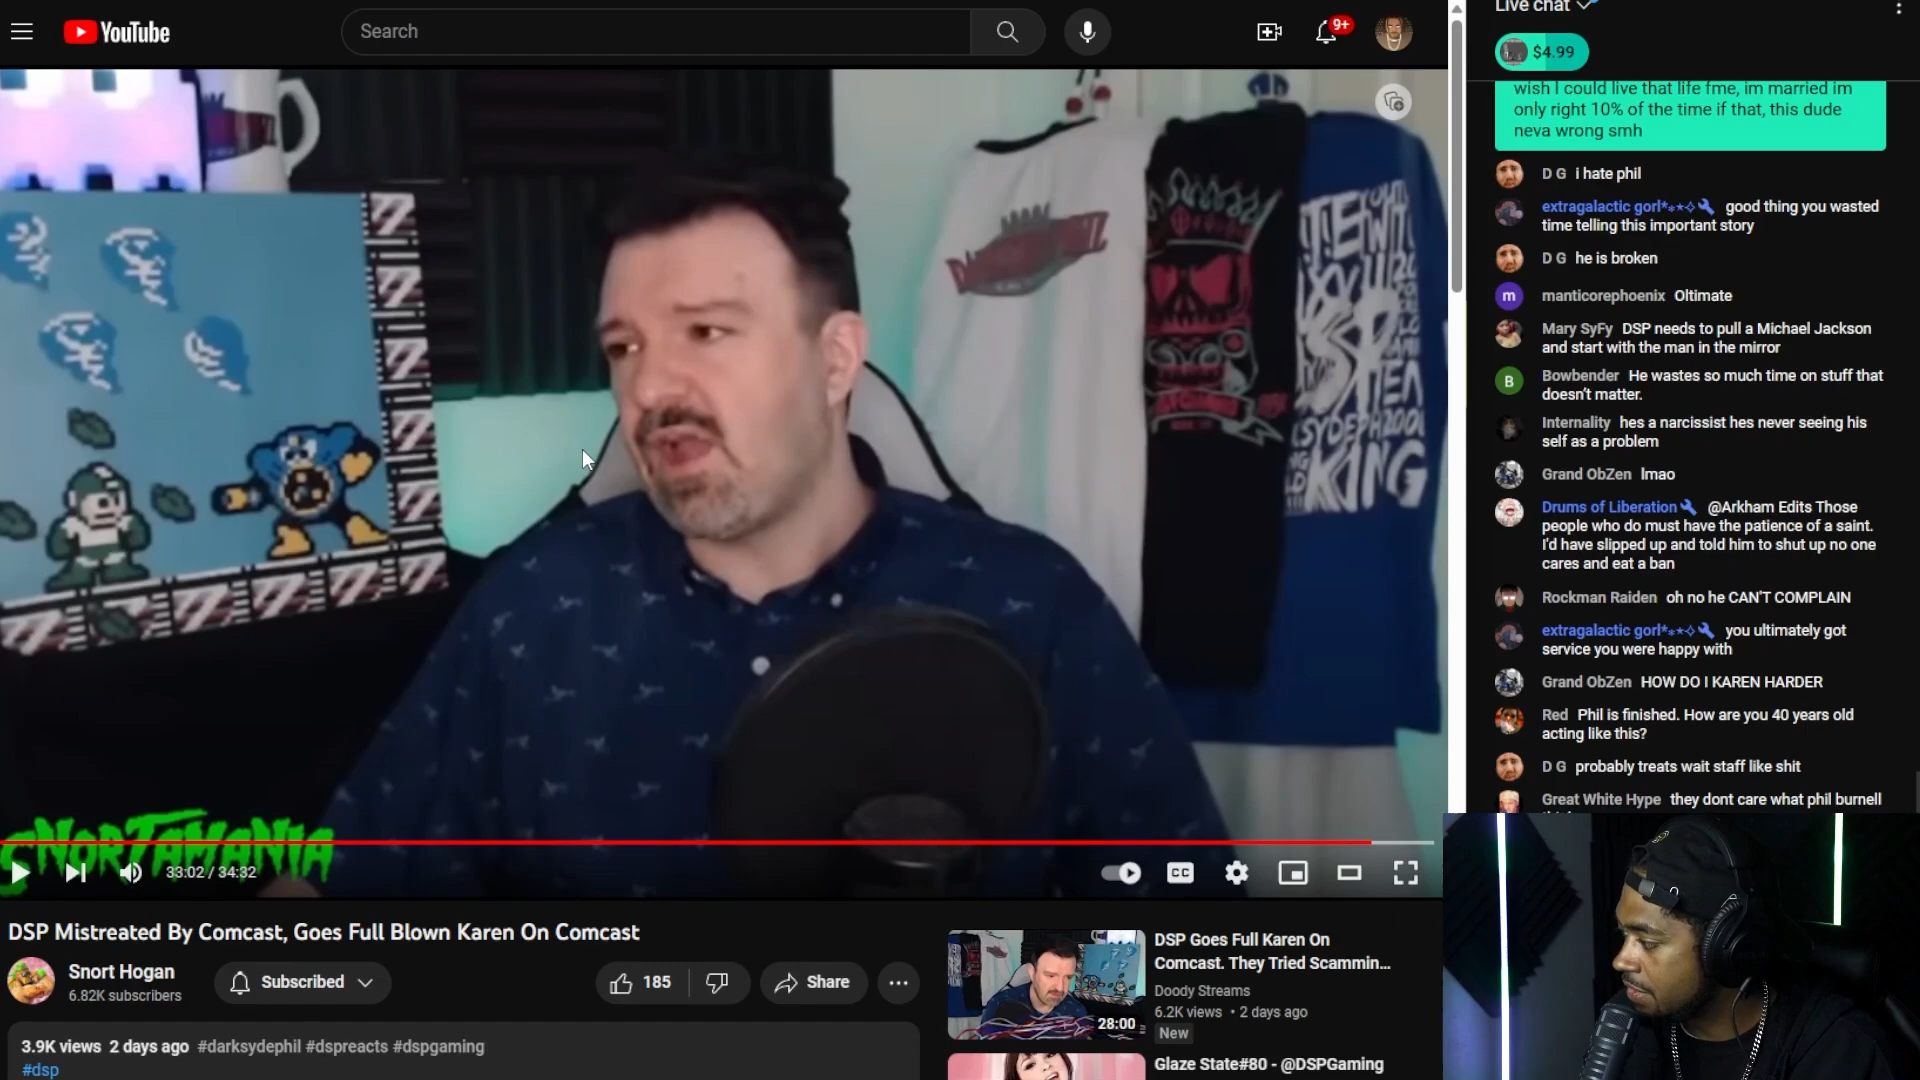 YouTube
Search
9+
Live chat
$4.99
wish I could live that life fme, im married im
only right 10% of the time if that, this dude
neva wrong smh
D G i hate phil
extragalactic gorl*⁎⋆✧ good thing you wasted
time telling this important story
D G he is broken
m
manticorephoenix Oltimate
Mary SyFy DSP needs to pull a Michael Jackson
and start with the man in the mirror
B
Bowbender He wastes so much time on stuff that
doesn't matter.
Internality hes a narcissist hes never seeing his
self as a problem
Grand ObZen lmao
Drums of Liberation @Arkham Edits Those
people who do must have the patience of a saint.
I'd have slipped up and told him to shut up no one
cares and eat a ban
Rockman Raiden oh no he CAN'T COMPLAIN
extragalactic gorl*⁎⋆✧ you ultimately got
service you were happy with
Grand ObZen HOW DO I KAREN HARDER
Red Phil is finished. How are you 40 years old
acting like this?
D G probably treats wait staff like shit
Great White Hype they dont care what phil burnell
KING
SNORTAMANIA
33:02 / 34:32
CC
DSP Mistreated By Comcast, Goes Full Blown Karen On Comcast
Snort Hogan
6.82K subscribers
Subscribed
185
Share
3.9K views 2 days ago #darksydephil #dspreacts #dspgaming
#dsp
28:00
DSP Goes Full Karen On
Comcast. They Tried Scammin...
Doody Streams
6.2K views • 2 days ago
New
Glaze State#80 - @DSPGaming